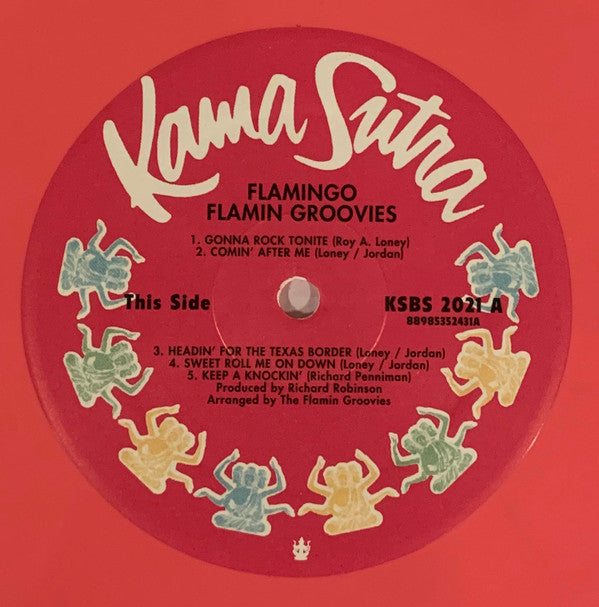 Kama Sutra
FLAMINGO
FLAMIN GROOVIES
1. GONNA ROCK TONITE (Roy A. Loney)
2. COMIN' AFTER ME (Loney / Jordan)
This Side
KSBS 2021 A
88985352431A
3. HEADIN' FOR THE TEXAS BORDER (Loney / Jordan)
4. SWEET ROLL ME ON DOWN (Loney / Jordan)
5. KEEP A KNOCKIN' (Richard Penniman)
Produced by Richard Robinson
Arranged by The Flamin Groovies